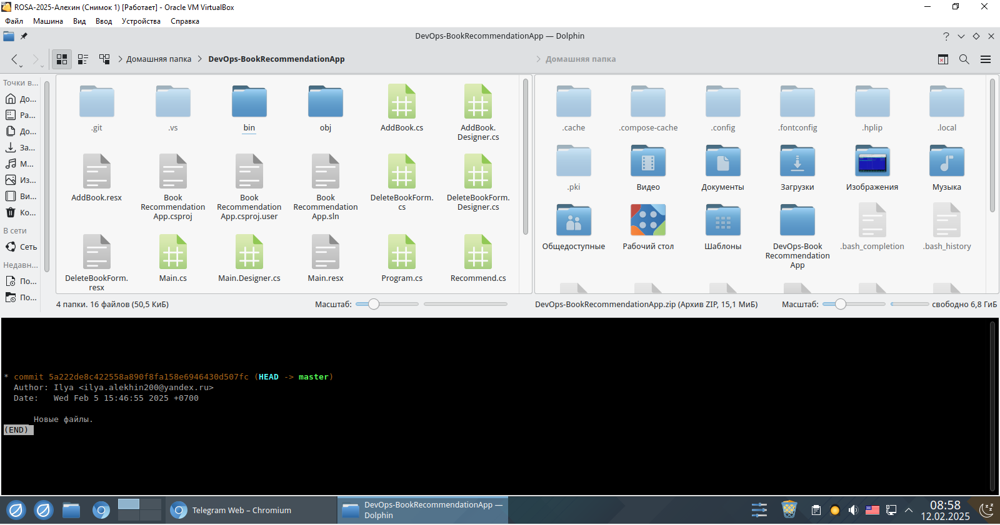 ROSA-2025-Алехин (Снимок 1) [Работает] - Oracle VM VirtualBox
Файл Машина Вид Ввод Устройства Справка
DevOps-BookRecommendationApp — Dolphin
Домашняя папка DevOps-BookRecommendationApp
Домашняя папка
Точки в...
До...
Ра...
До...
За...
М...
Из...
Ви...
Ко...
В сети
Сеть
Недавн...
По...
По...
.git .vs bin obj AddBook.cs AddBook.
Designer.cs
AddBook.resx Book Book Book DeleteBookForm. DeleteBookForm.
Recommendation Recommendation Recommendation cs Designer.cs
App.csproj App.csproj.user App.sln
DeleteBookForm. Main.cs Main.Designer.cs Main.resx Program.cs Recommend.cs
resx
4 папки. 16 файлов (50,5 КиБ) Масштаб:
.cache .compose-cache .config .fontconfig .hplip .local
.pki Видео Документы Загрузки Изображения Музыка
Общедоступные Рабочий стол Шаблоны DevOps-Book .bash_completion .bash_history
Recommendation
App
DevOps-BookRecommendationApp.zip (Архив ZIP, 15,1 МиБ) Масштаб: свободно 6,8 ГиБ
* commit 5a222de8c422558a890f8fa158e6946430d507fc (HEAD -> master)
Author: Ilya <ilya.alekhin200@yandex.ru>
Date: Wed Feb 5 15:46:55 2025 +0700
Новые файлы.
(END)
Telegram Web – Chromium
DevOps-BookRecommendationApp —
Dolphin
08:58
12.02.2025